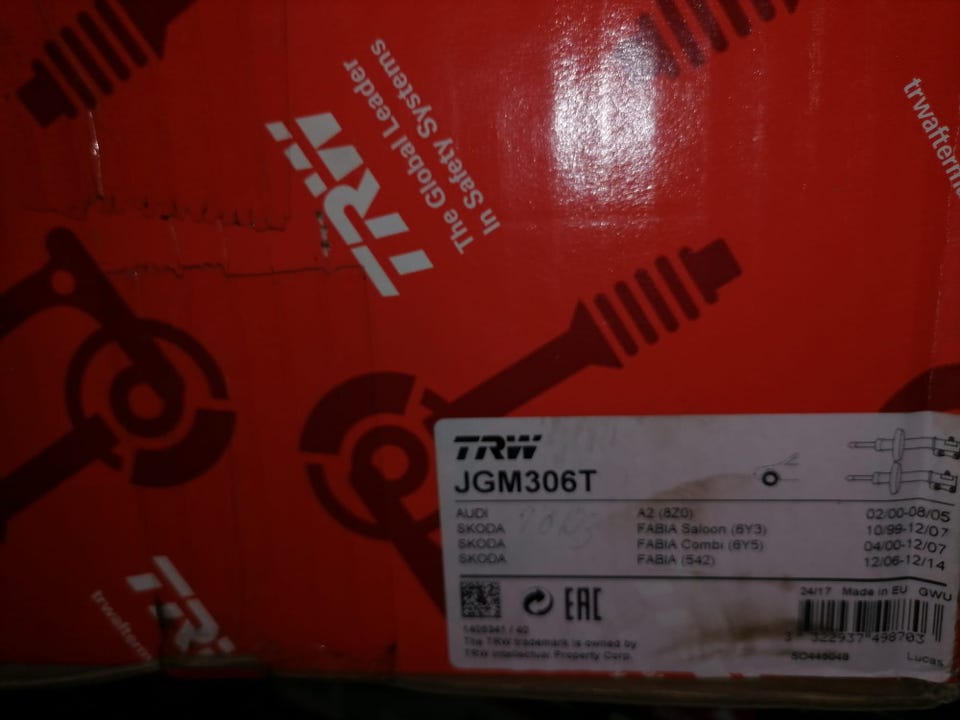 TRW
The Global Leader
In Safety Systems
trwafterm
TRW
JGM306T
AUDI A2 (8Z0) 02/00-08/05
SKODA FABIA Saloon (6Y3) 10/99-12/07
SKODA FABIA Combi (6Y5) 04/00-12/07
SKODA FABIA (542) 12/06-12/14
EAC
24/17 Made in EU GWU
3 322937 498703
The TRW trademark is owned by
TRW Intellectual Property Corp.
Lucas
TRW
trwafterm